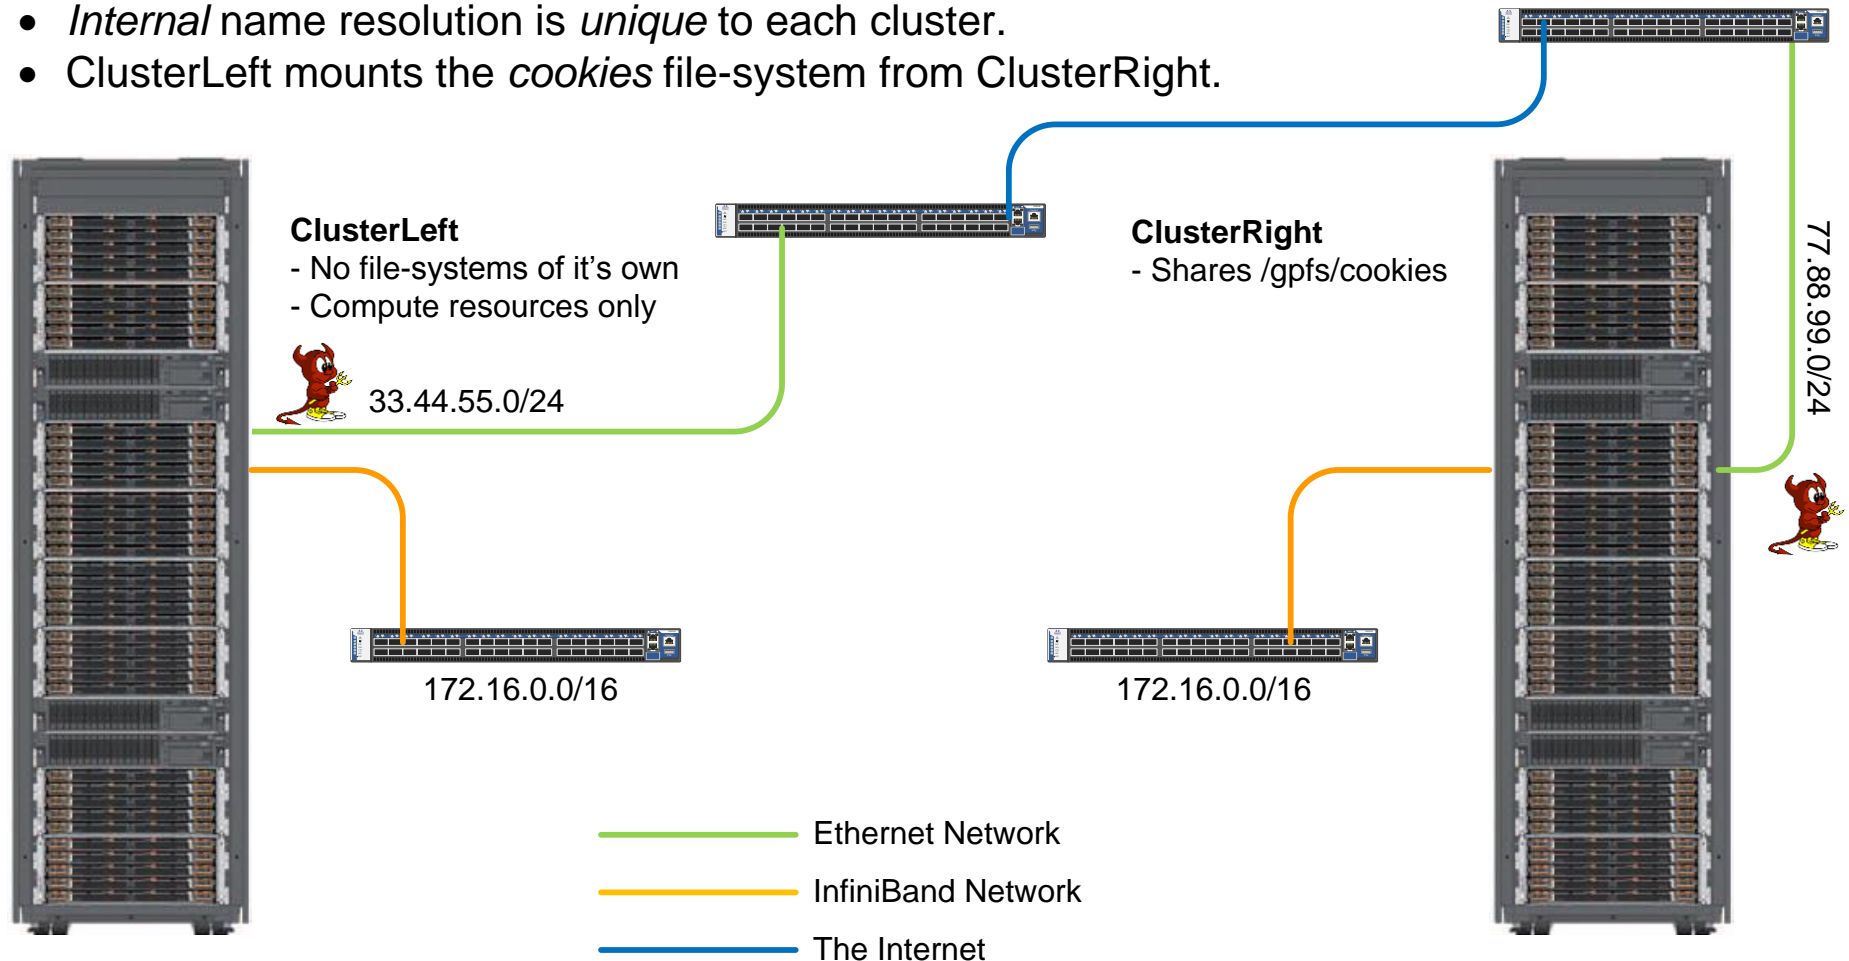 • Internal name resolution is unique to each cluster.
• ClusterLeft mounts the cookies file-system from ClusterRight.
ClusterLeft
- No file-systems of it's own
- Compute resources only
33.44.55.0/24
ClusterRight
- Shares /gpfs/cookies
77.88.99.0/24
172.16.0.0/16
172.16.0.0/16
Ethernet Network
InfiniBand Network
The Internet